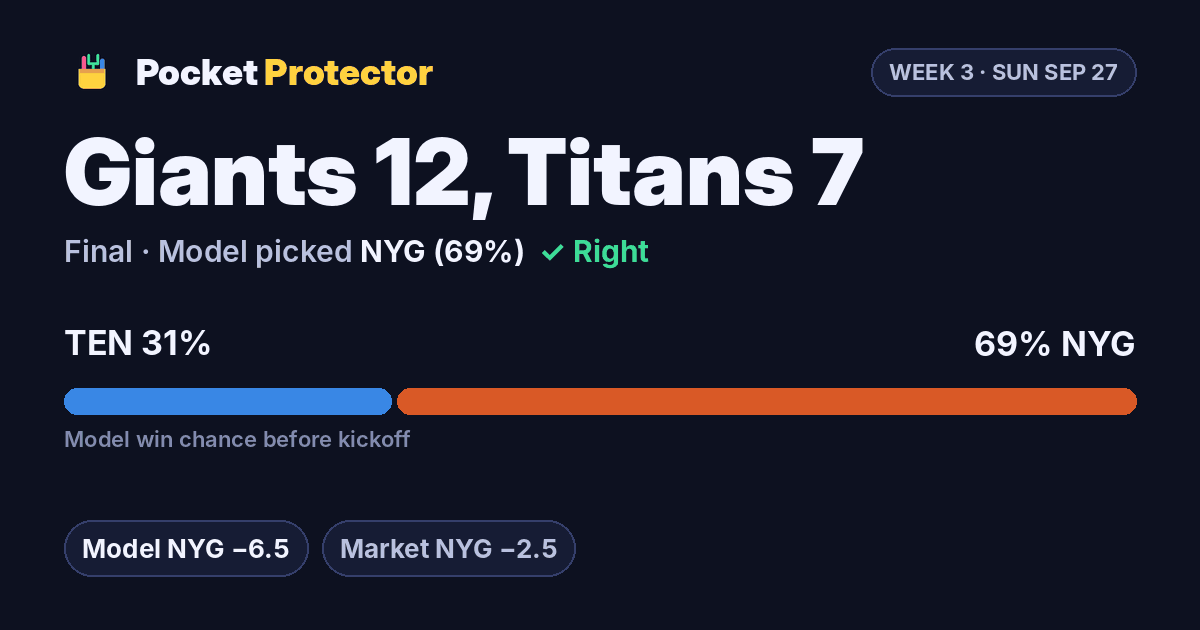 Pocket Protector
WEEK 3 · SUN SEP 27
Giants 12, Titans 7
Final · Model picked NYG (69%) ✓ Right
TEN 31%
69% NYG
Model win chance before kickoff
Model NYG −6.5
Market NYG −2.5